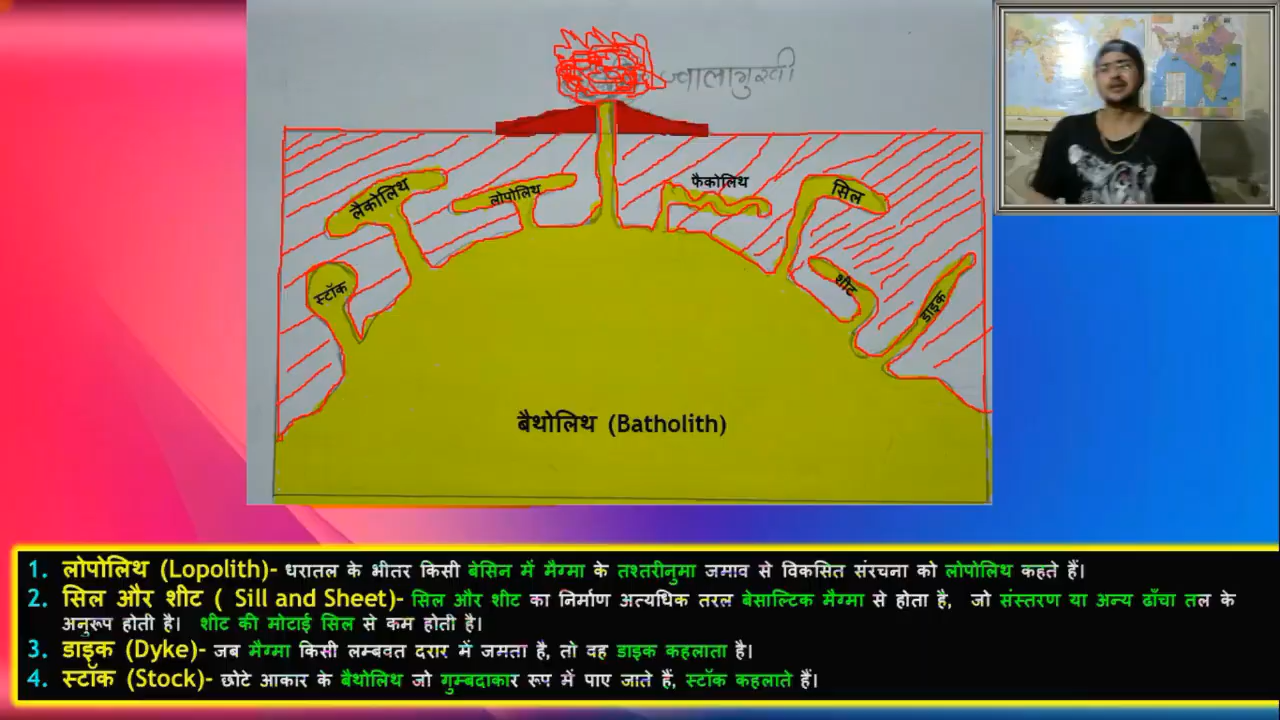 ज्वालामुखी
लैकोलिथ
लोपोलिथ
फैकोलिथ
सिल
स्टॉक
शीट
डाइक
बैथोलिथ (Batholith)
1. लोपोलिथ (Lopolith)- धरातल के भीतर किसी बेसिन में मैग्मा के तश्तरीनुमा जमाव से विकसित संरचना को लोपोलिथ कहते हैं।
2. सिल और शीट ( Sill and Sheet)- सिल और शीट का निर्माण अत्यधिक तरल बेसाल्टिक मैग्मा से होता है, जो संस्तरण या अन्य ढाँचा तल के
अनुरूप होती है। शीट की मोटाई सिल से कम होती है।
3. डाइक (Dyke)- जब मैग्मा किसी लम्बवत दरार में जमता है, तो वह डाइक कहलाता है।
4. स्टॉक (Stock)- छोटे आकार के बैथोलिथ जो गुम्बदाकार रूप में पाए जाते हैं, स्टॉक कहलाते हैं।